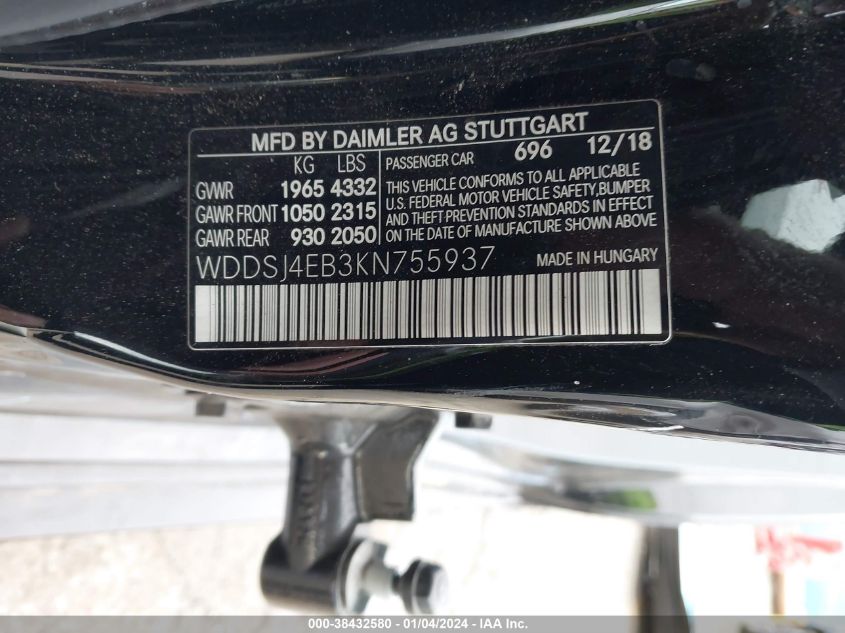 MFD BY DAIMLER AG STUTTGART
KG LBS
GVWR 1965 4332
GAWR FRONT 1050 2315
GAWR REAR 930 2050
PASSENGER CAR 696 12/18
THIS VEHICLE CONFORMS TO ALL APPLICABLE
U.S. FEDERAL MOTOR VEHICLE SAFETY, BUMPER
AND THEFT PREVENTION STANDARDS IN EFFECT
ON THE DATE OF MANUFACTURE SHOWN ABOVE.
WDDSJ4EB3KN755937 MADE IN HUNGARY
000-38432580 - 01/04/2024 - IAA Inc.